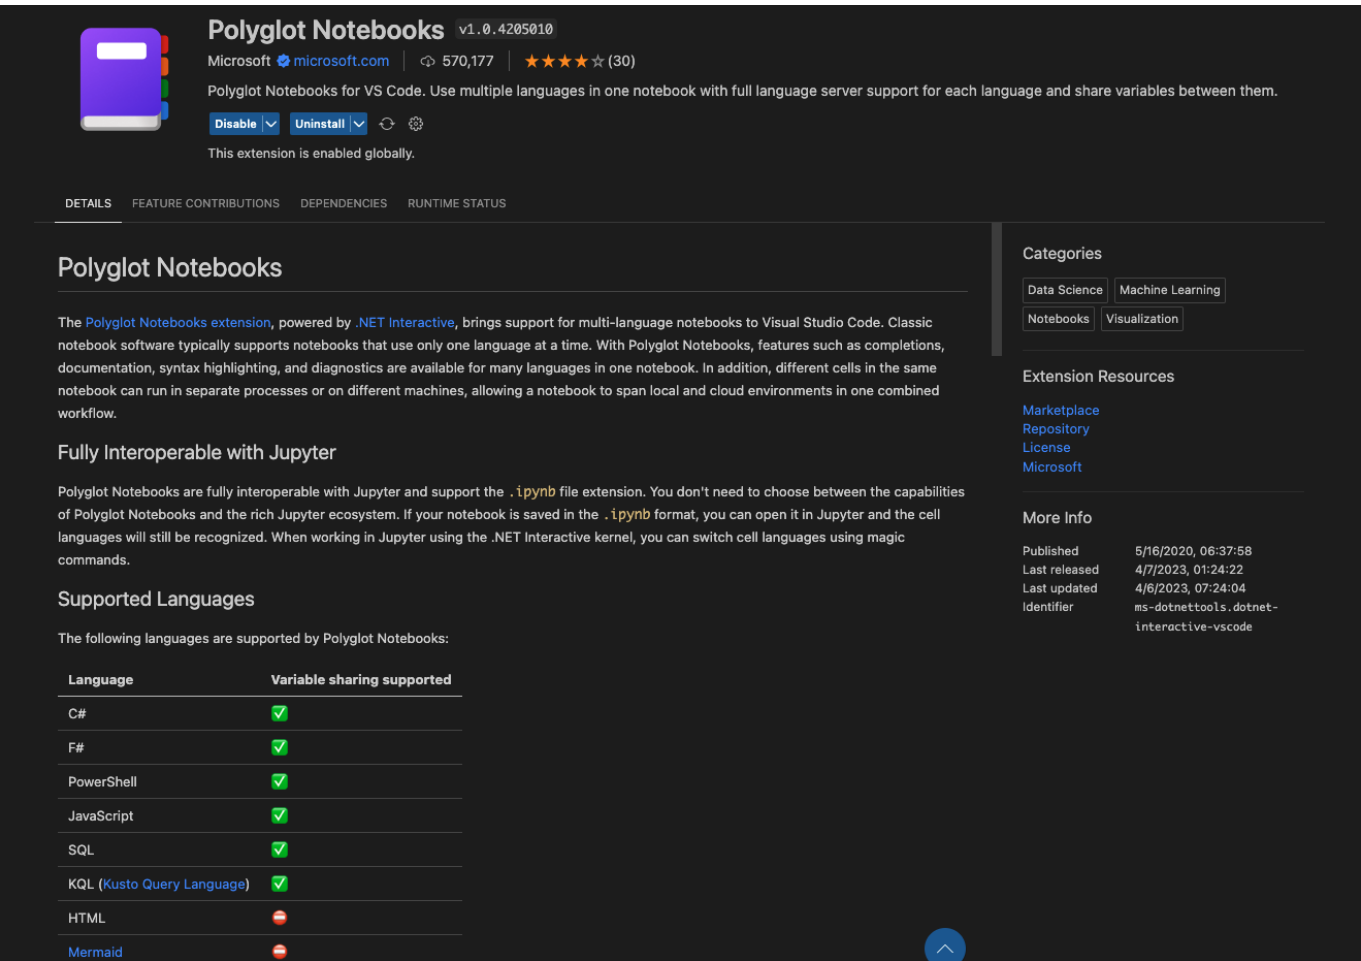 Polyglot Notebooks v1.0.4205010
Microsoft microsoft.com 570,177 (30)
Polyglot Notebooks for VS Code. Use multiple languages in one notebook with full language server support for each language and share variables between them.
Disable Uninstall
This extension is enabled globally.
DETAILS FEATURE CONTRIBUTIONS DEPENDENCIES RUNTIME STATUS
Polyglot Notebooks
The Polyglot Notebooks extension, powered by .NET Interactive, brings support for multi-language notebooks to Visual Studio Code. Classic
notebook software typically supports notebooks that use only one language at a time. With Polyglot Notebooks, features such as completions,
documentation, syntax highlighting, and diagnostics are available for many languages in one notebook. In addition, different cells in the same
notebook can run in separate processes or on different machines, allowing a notebook to span local and cloud environments in one combined
workflow.
Fully Interoperable with Jupyter
Polyglot Notebooks are fully interoperable with Jupyter and support the .ipynb file extension. You don't need to choose between the capabilities
of Polyglot Notebooks and the rich Jupyter ecosystem. If your notebook is saved in the .ipynb format, you can open it in Jupyter and the cell
languages will still be recognized. When working in Jupyter using the .NET Interactive kernel, you can switch cell languages using magic
commands.
Supported Languages
The following languages are supported by Polyglot Notebooks:
Language Variable sharing supported
C#
F#
PowerShell
JavaScript
SQL
KQL (Kusto Query Language)
HTML
Mermaid
Categories
Data Science Machine Learning
Notebooks Visualization
Extension Resources
Marketplace
Repository
License
Microsoft
More Info
Published 5/16/2020, 06:37:58
Last released 4/7/2023, 01:24:22
Last updated 4/6/2023, 07:24:04
Identifier ms-dotnettools.dotnet-
interactive-vscode